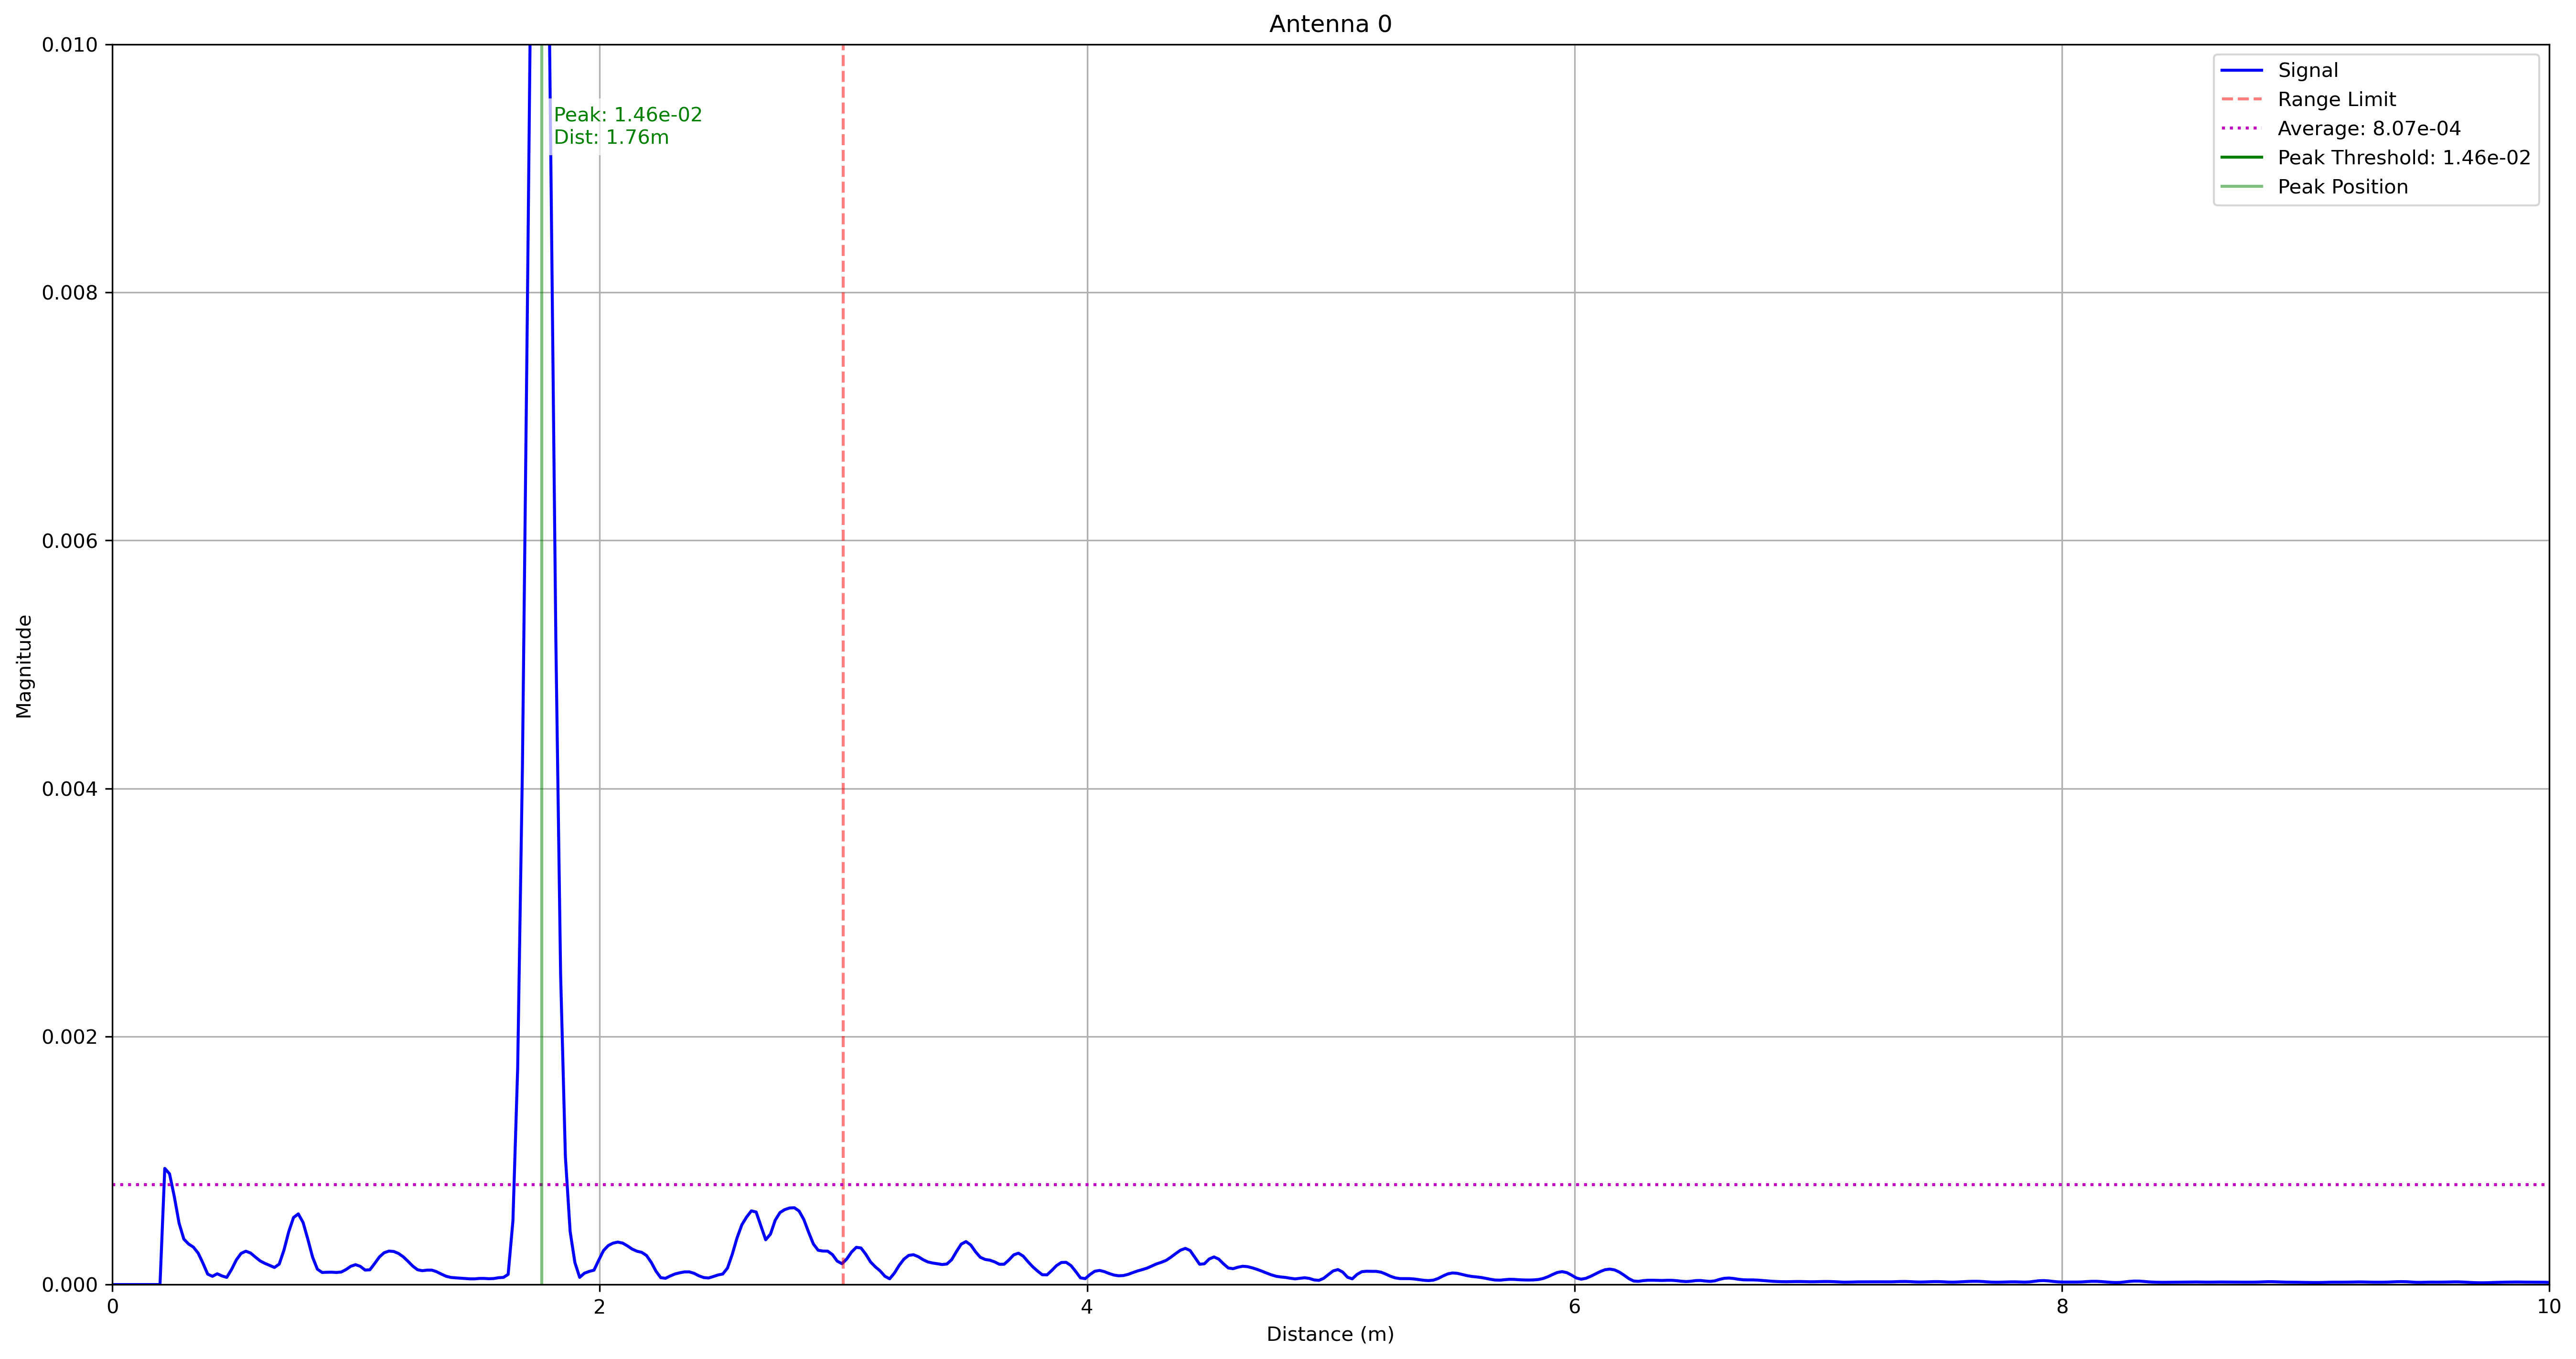 Antenna 0
0.010
0.008
0.006
0.004
0.002
0.000
Magnitude
Peak: 1.46e-02
Dist: 1.76m
Signal
Range Limit
Average: 8.07e-04
Peak Threshold: 1.46e-02
Peak Position
0 2 4 6 8 10
Distance (m)